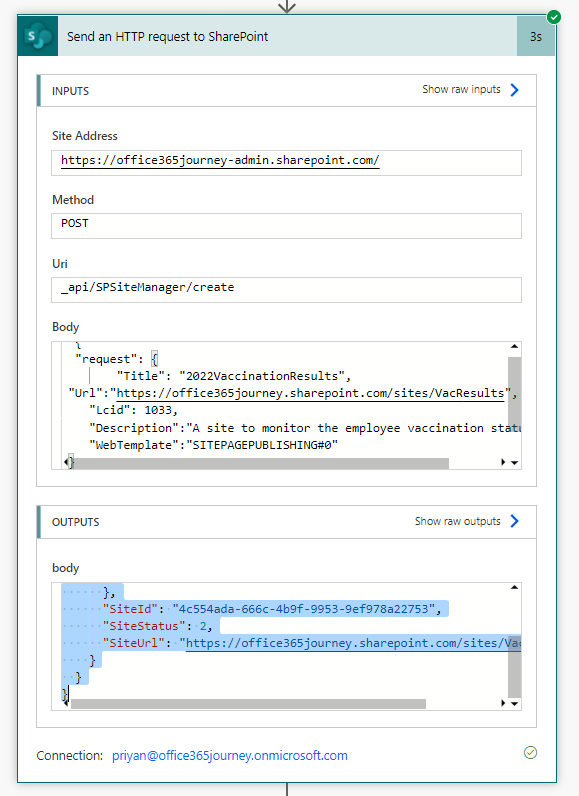 Send an HTTP request to SharePoint
3s
INPUTS
Show raw inputs
Site Address
https://office365journey-admin.sharepoint.com/
Method
POST
Uri
_api/SPSiteManager/create
Body
{
"request": {
"Title": "2022VaccinationResults",
"Url":"https://office365journey.sharepoint.com/sites/VacResults",
"Lcid": 1033,
"Description":"A site to monitor the employee vaccination statu
"WebTemplate":"SITEPAGEPUBLISHING#0"
}
OUTPUTS
Show raw outputs
body
},
"SiteId": "4c554ada-666c-4b9f-9953-9ef978a22753",
"SiteStatus": 2,
"SiteUrl": "https://office365journey.sharepoint.com/sites/Vac
}
}
}
Connection: priyan@office365journey.onmicrosoft.com